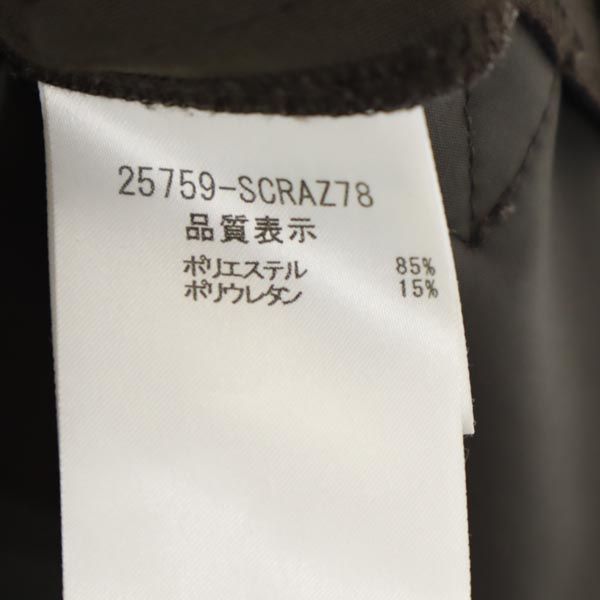 25759-SCRAZ78
品質表示
ポリエステル 85%
ポリウレタン 15%